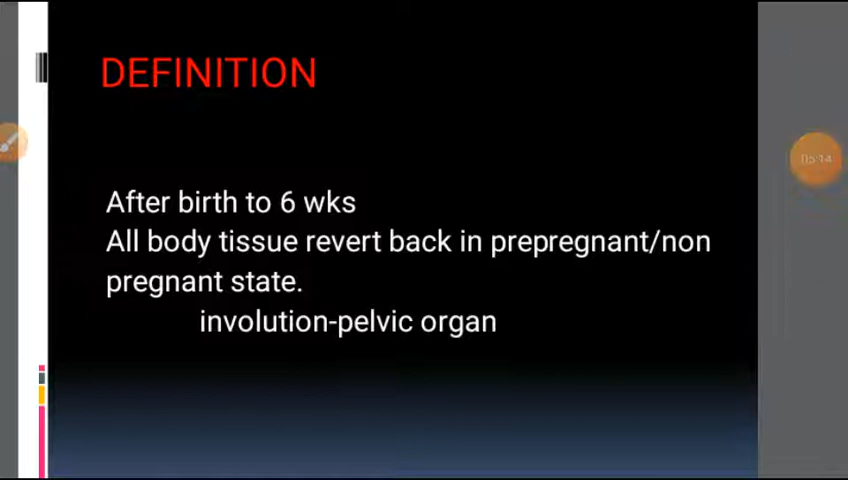 DEFINITION
After birth to 6 wks
All body tissue revert back in prepregnant/non
pregnant state.
involution-pelvic organ